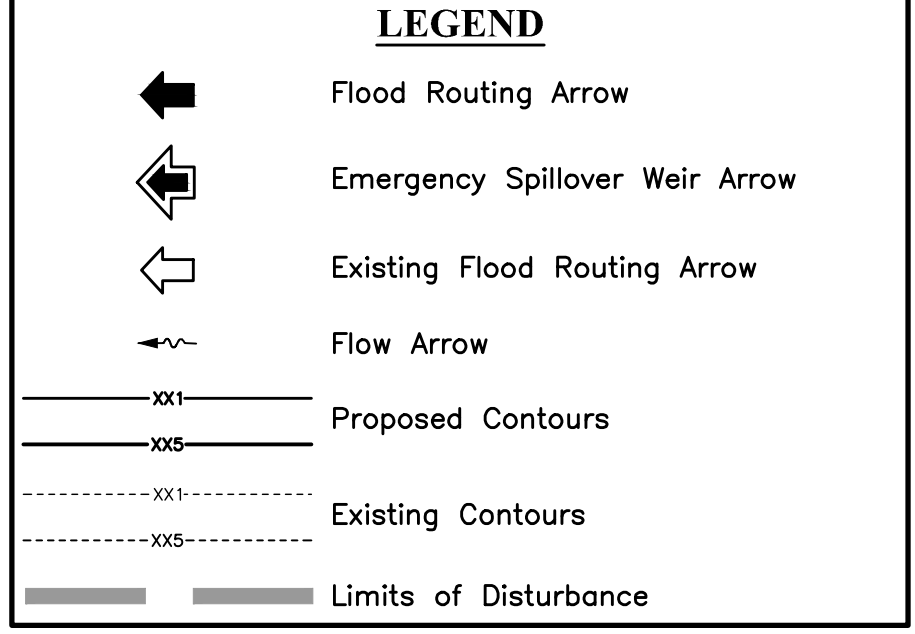 LEGEND
Flood Routing Arrow
Emergency Spillover Weir Arrow
Existing Flood Routing Arrow
Flow Arrow
XX1
Proposed Contours
XX5
XX1
Existing Contours
XX5
Limits of Disturbance